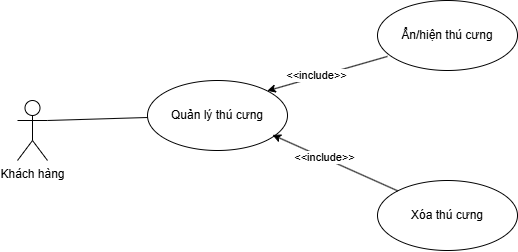 Ẩn/hiện thú cưng
<<include>>
Quản lý thú cưng
<<include>>
Khách hàng
Xóa thú cưng